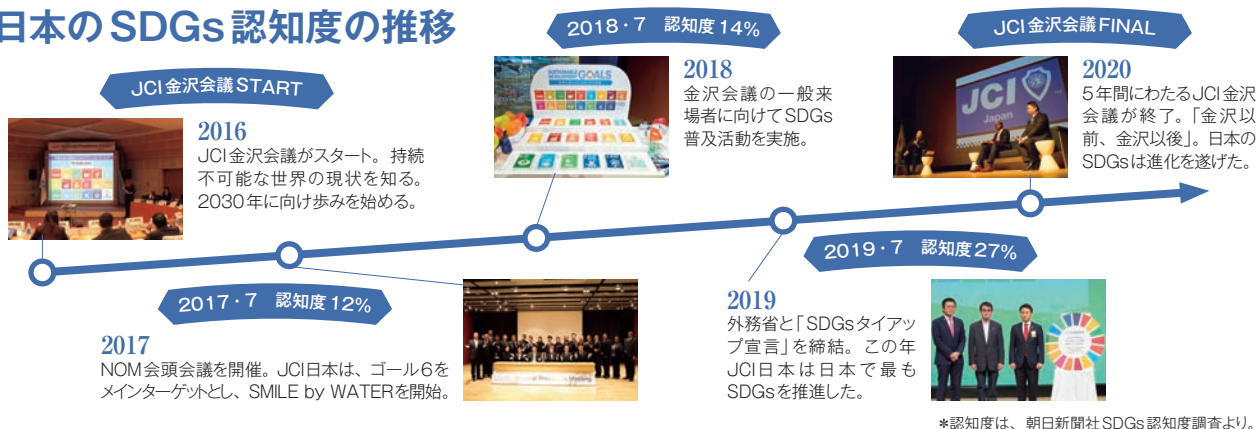 日本のSDGs認知度の推移
JCI金沢会議START
2016
JCI金沢会議がスタート。持続
不可能な世界の現状を知る。
2030年に向け歩みを始める。
2017・7 認知度12%
2017
NOM会頭会議を開催。JCI日本は、ゴール6を
メインターゲットとし、SMILE by WATERを開始。
2018・7 認知度14%
SUSTAINABLE
DEVELOPMENT GOALS
2018
金沢会議の一般来
場者に向けてSDGs
普及活動を実施。
2019・7 認知度27%
2019
外務省と「SDGsタイアッ
プ宣言」を締結。この年
JCI日本は日本で最も
SDGsを推進した。
JCI金沢会議FINAL
JCI
Japan
2020
5年間にわたるJCI金沢
会議が終了。「金沢以
前、金沢以後」。日本の
SDGsは進化を遂げた。
*認知度は、朝日新聞社SDGs認知度調査より。